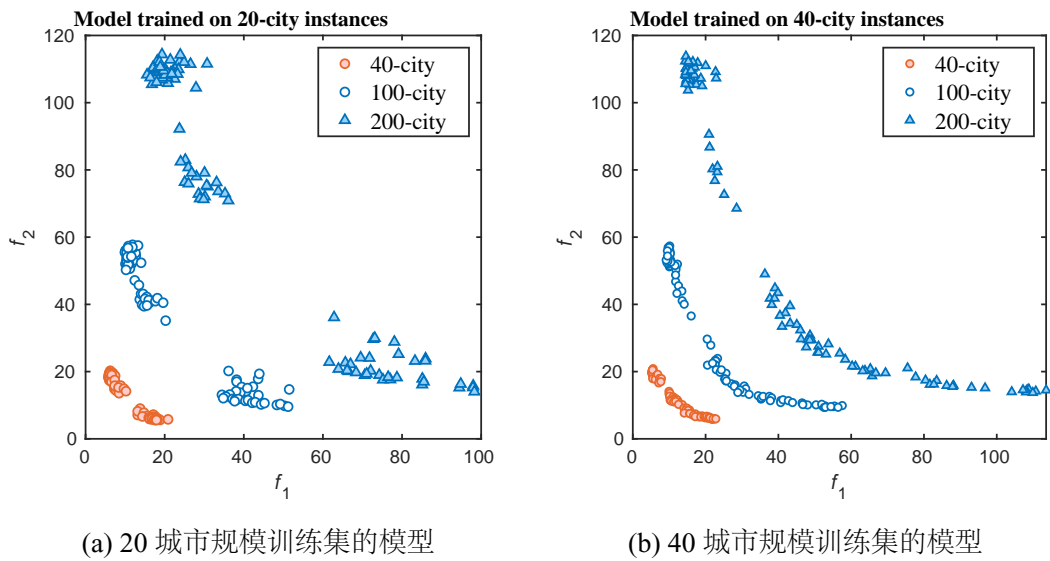 Model trained on 20-city instances
120
100
80
60
40
20
0
f2
40-city
100-city
200-city
0 20 40 60 80 100
f1
(a) 20 城市规模训练集的模型
Model trained on 40-city instances
120
100
80
60
40
20
0
f2
40-city
100-city
200-city
0 20 40 60 80 100
f1
(b) 40 城市规模训练集的模型